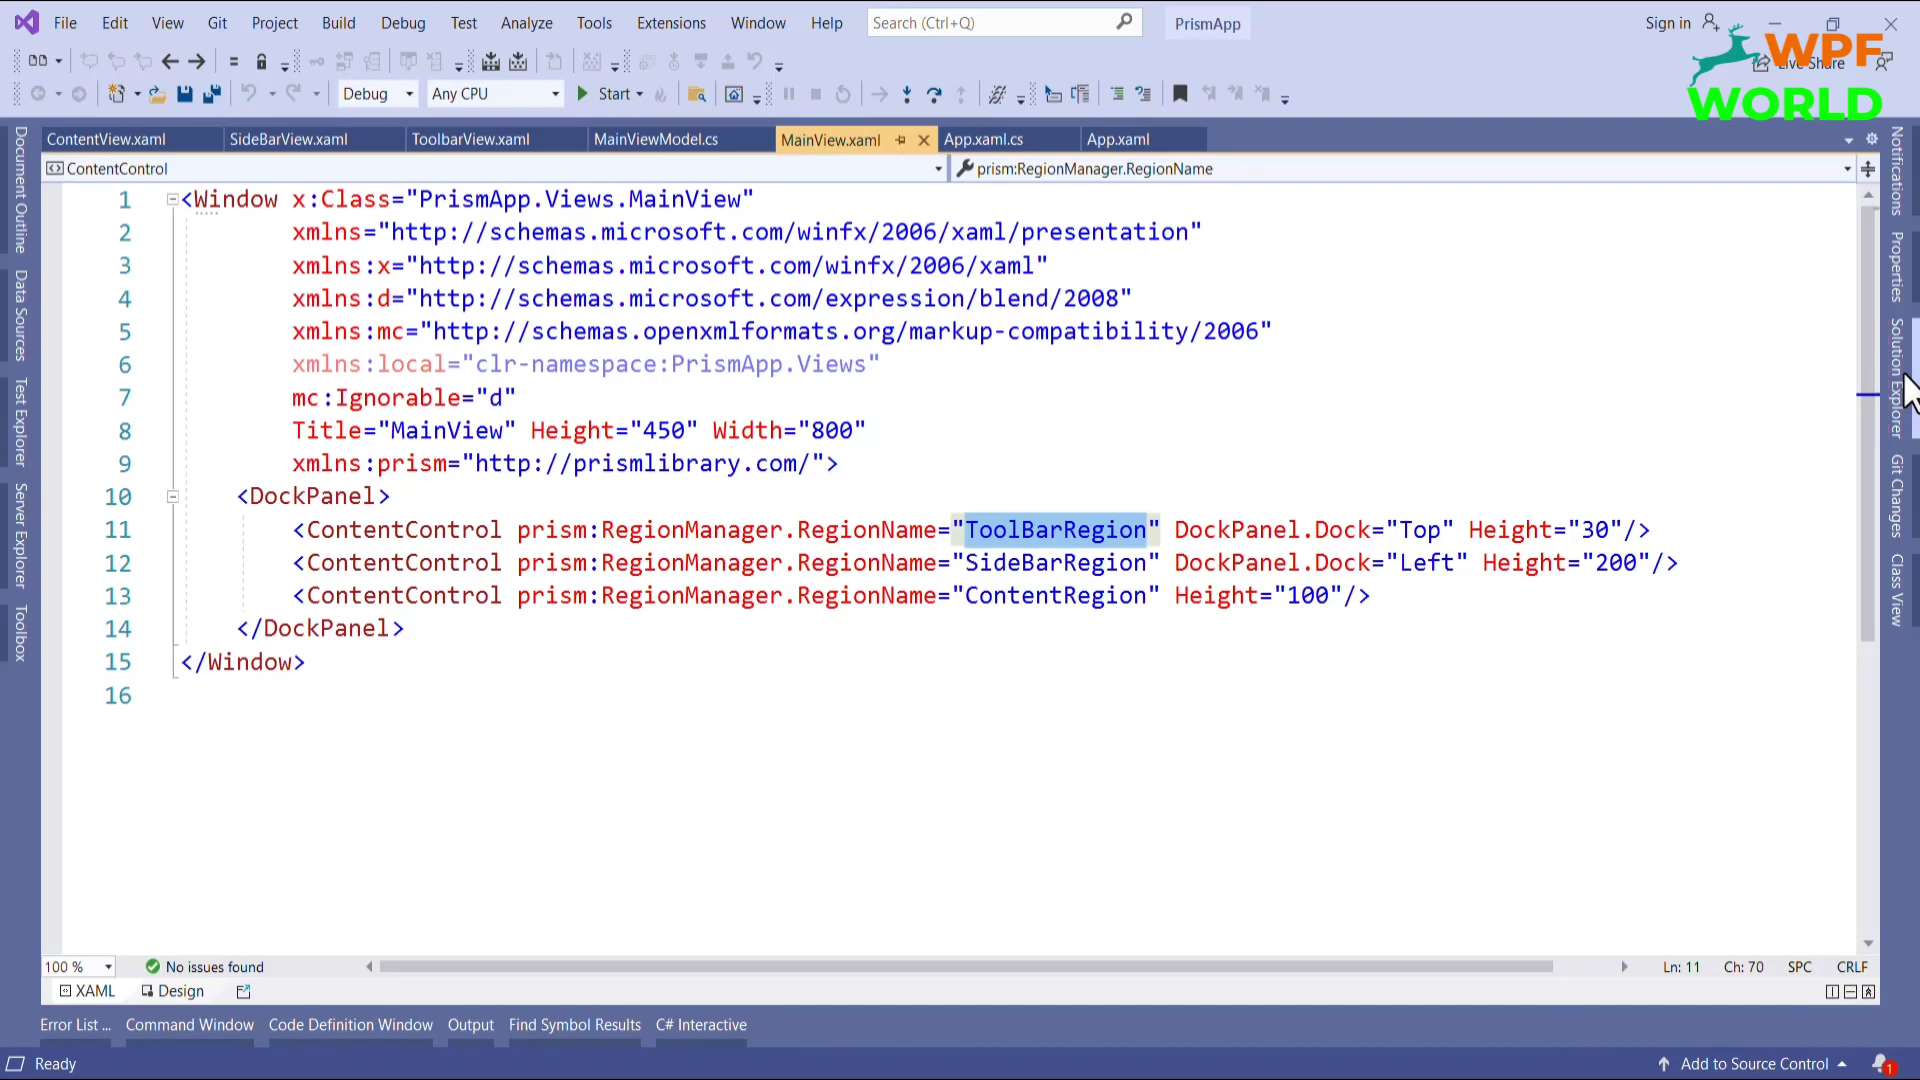 File Edit View Git Project Build Debug Test Analyze Tools Extensions Window Help Search (Ctrl+Q) PrismApp Sign in
WPF
Live Share
WORLD
Debug Any CPU Start
ContentView.xaml SideBarView.xaml ToolbarView.xaml MainViewModel.cs MainView.xaml App.xaml.cs App.xaml
ContentControl prism:RegionManager.RegionName
Document Outline
Data Sources
Test Explorer
Server Explorer
Toolbox
1 <Window x:Class="PrismApp.Views.MainView"
2 xmlns="http://schemas.microsoft.com/winfx/2006/xaml/presentation"
3 xmlns:x="http://schemas.microsoft.com/winfx/2006/xaml"
4 xmlns:d="http://schemas.microsoft.com/expression/blend/2008"
5 xmlns:mc="http://schemas.openxmlformats.org/markup-compatibility/2006"
6 xmlns:local="clr-namespace:PrismApp.Views"
7 mc:Ignorable="d"
8 Title="MainView" Height="450" Width="800"
9 xmlns:prism="http://prismlibrary.com/">
10 <DockPanel>
11 <ContentControl prism:RegionManager.RegionName="ToolBarRegion" DockPanel.Dock="Top" Height="30"/>
12 <ContentControl prism:RegionManager.RegionName="SideBarRegion" DockPanel.Dock="Left" Height="200"/>
13 <ContentControl prism:RegionManager.RegionName="ContentRegion" Height="100"/>
14 </DockPanel>
15 </Window>
16
Notifications
Properties
Solution Explorer
Git Changes
Class View
100 % No issues found Ln: 11 Ch: 70 SPC CRLF
XAML Design
Error List ... Command Window Code Definition Window Output Find Symbol Results C# Interactive
Ready Add to Source Control 1